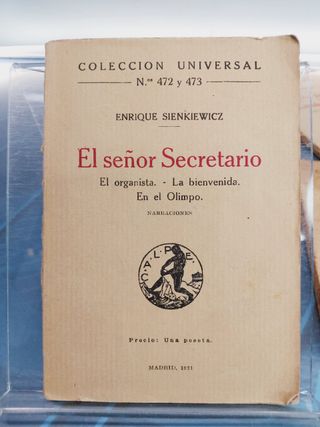 COLECCION UNIVERSAL
N.os 472 y 473
ENRIQUE SIENKIEWICZ
El señor Secretario
El organista. - La bienvenida.
En el Olimpo.
NARRACIONES
CALPE
Precio: Una peseta.
MADRID, 1921